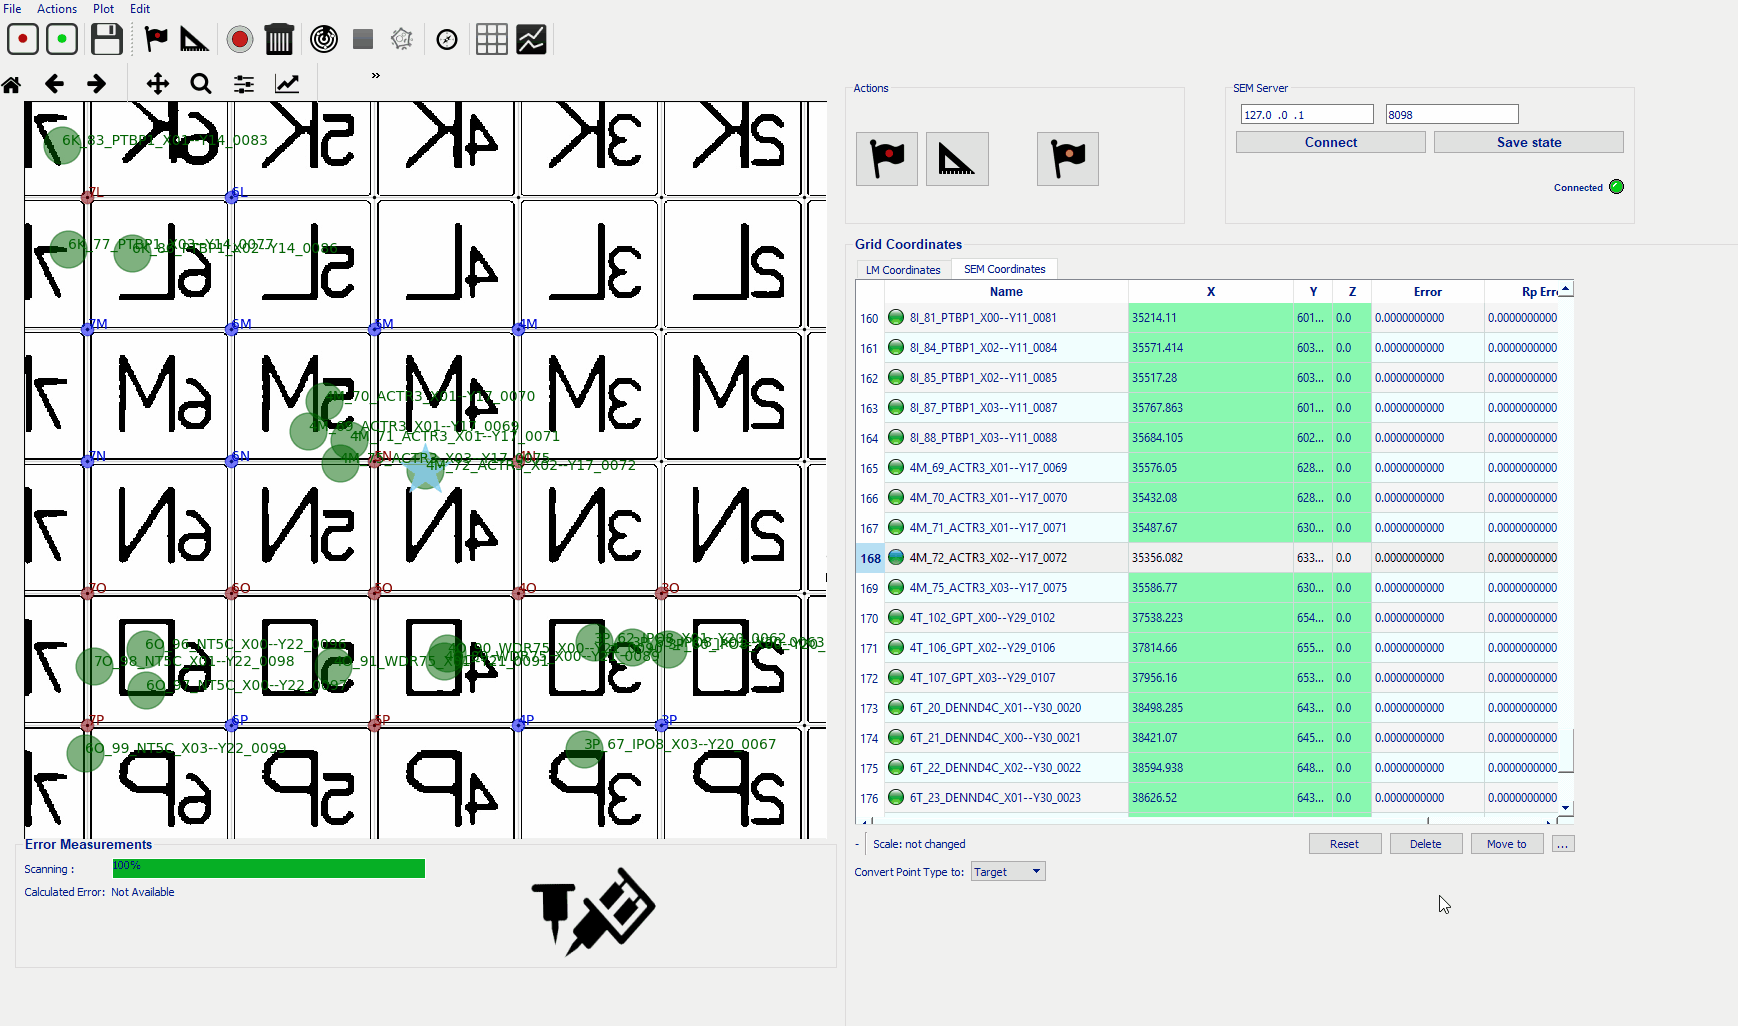 File Actions Plot Edit
»
Actions
SEM Server
127.0 .0 .1 8098
Connect Save state
Connected
Grid Coordinates
LM Coordinates SEM Coordinates
Name X Y Z Error Rp Erro
160 8I_81_PTBP1_X00--Y11_0081 35214.11 601... 0.0 0.0000000000 0.0000000000
161 8I_84_PTBP1_X02--Y11_0084 35571.414 603... 0.0 0.0000000000 0.0000000000
162 8I_85_PTBP1_X02--Y11_0085 35517.28 603... 0.0 0.0000000000 0.0000000000
163 8I_87_PTBP1_X03--Y11_0087 35767.863 601... 0.0 0.0000000000 0.0000000000
164 8I_88_PTBP1_X03--Y11_0088 35684.105 602... 0.0 0.0000000000 0.0000000000
165 4M_69_ACTR3_X01--Y17_0069 35576.05 628... 0.0 0.0000000000 0.0000000000
166 4M_70_ACTR3_X01--Y17_0070 35432.08 628... 0.0 0.0000000000 0.0000000000
167 4M_71_ACTR3_X01--Y17_0071 35487.67 630... 0.0 0.0000000000 0.0000000000
168 4M_72_ACTR3_X02--Y17_0072 35356.082 633... 0.0 0.0000000000 0.0000000000
169 4M_75_ACTR3_X03--Y17_0075 35586.77 630... 0.0 0.0000000000 0.0000000000
170 4T_102_GPT_X00--Y29_0102 37538.223 654... 0.0 0.0000000000 0.0000000000
171 4T_106_GPT_X02--Y29_0106 37814.66 655... 0.0 0.0000000000 0.0000000000
172 4T_107_GPT_X03--Y29_0107 37956.16 653... 0.0 0.0000000000 0.0000000000
173 6T_20_DENND4C_X01--Y30_0020 38498.285 643... 0.0 0.0000000000 0.0000000000
174 6T_21_DENND4C_X00--Y30_0021 38421.07 645... 0.0 0.0000000000 0.0000000000
175 6T_22_DENND4C_X02--Y30_0022 38594.938 648... 0.0 0.0000000000 0.0000000000
176 6T_23_DENND4C_X01--Y30_0023 38626.52 643... 0.0 0.0000000000 0.0000000000
- Scale: not changed Reset Delete Move to ...
Convert Point Type to: Target
6K_83_PTBP1_X01--Y14_0083
7L 6L
6K_77_PTBP1_X03--Y14_0077
6K_86_PTBP1_X02--Y14_0086
7M 6M 5M 4M
4M_70_ACTR3_X01--Y17_0070
4M_69_ACTR3_X01--Y17_0069
4M_71_ACTR3_X01--Y17_0071
7N 6N 5N 4N
4M_75_ACTR3_X03--Y17_0075
4M_72_ACTR3_X02--Y17_0072
7O 6O 5O 4O 3O
6O_96_NT5C_X00--Y22_0096
7O_98_NT5C_X01--Y22_0098
6O_97_NT5C_X00--Y22_0097
4O_91_WDR75_X01--Y21_0091
3P_62_IPO8_X01--Y20_0062
7P 6P 5P 4P 3P
6O_99_NT5C_X03--Y22_0099
3P_67_IPO8_X03--Y20_0067
Error Measurements
Scanning : 100%
Calculated Error: Not Available